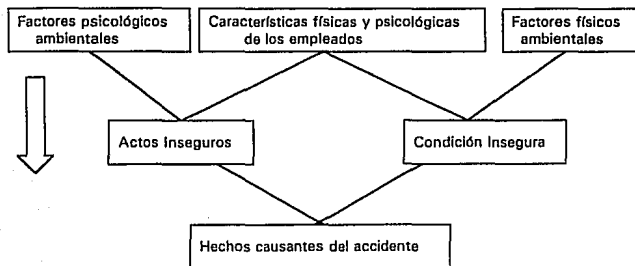 Factores psicológicos
ambientales
Características físicas y psicológicas
de los empleados
Factores físicos
ambientales
Actos Inseguros
Condición Insegura
Hechos causantes del accidente